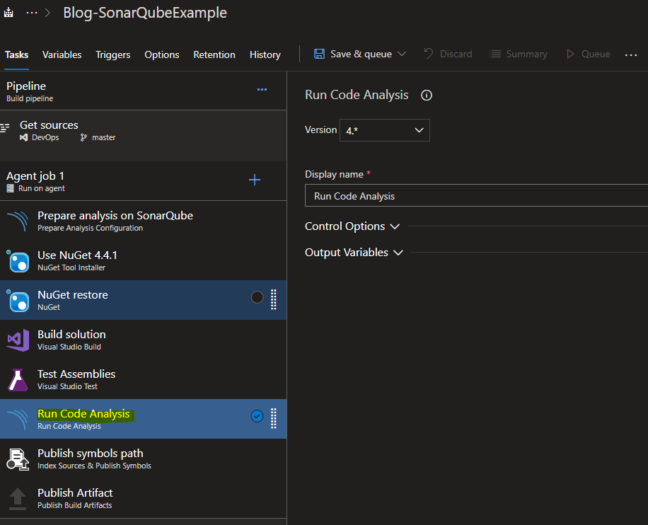 ... > Blog-SonarQubeExample
Tasks Variables Triggers Options Retention History Save & queue Discard Summary Queue ...
Pipeline
Build pipeline
...
Get sources
DevOps master
Agent job 1
Run on agent
+
Prepare analysis on SonarQube
Prepare Analysis Configuration
Use NuGet 4.4.1
NuGet Tool Installer
NuGet restore
NuGet
Build solution
Visual Studio Build
Test Assemblies
Visual Studio Test
Run Code Analysis
Run Code Analysis
Publish symbols path
Index Sources & Publish Symbols
Publish Artifact
Publish Build Artifacts
Run Code Analysis
Version 4.*
Display name *
Run Code Analysis
Control Options
Output Variables